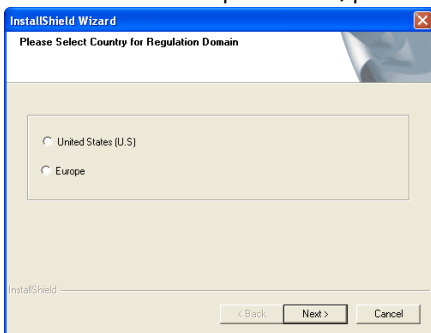 InstallShield Wizard
Please Select Country for Regulation Domain
United States (U.S)
Europe
InstallShield
< Back Next > Cancel